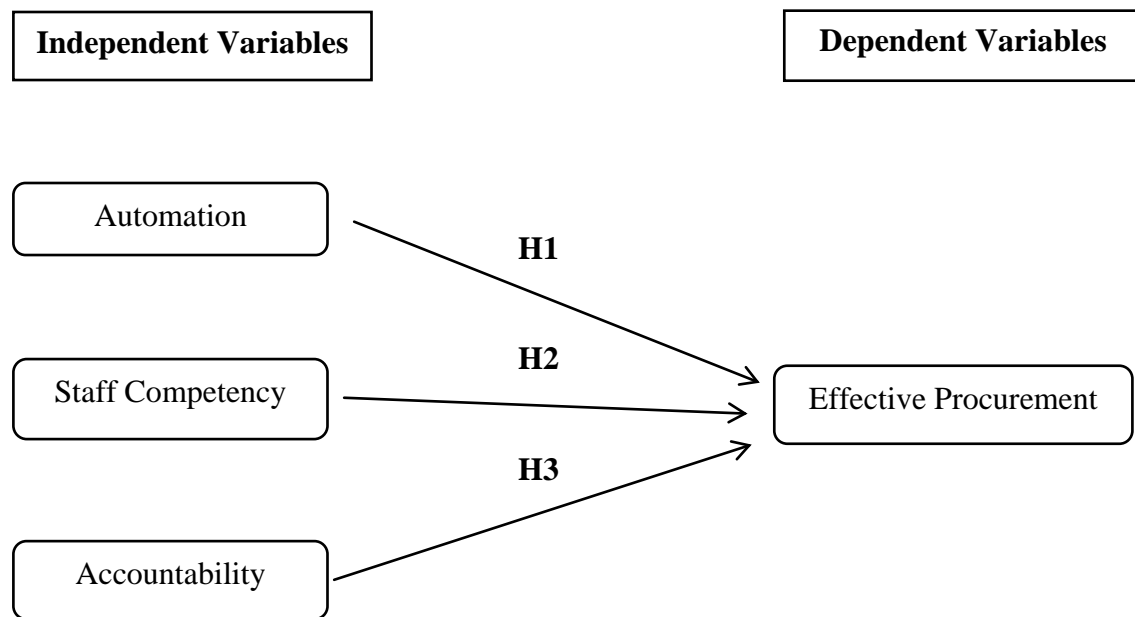 Independent Variables
Dependent Variables
Automation
H1
H2
Staff Competency
Effective Procurement
H3
Accountability